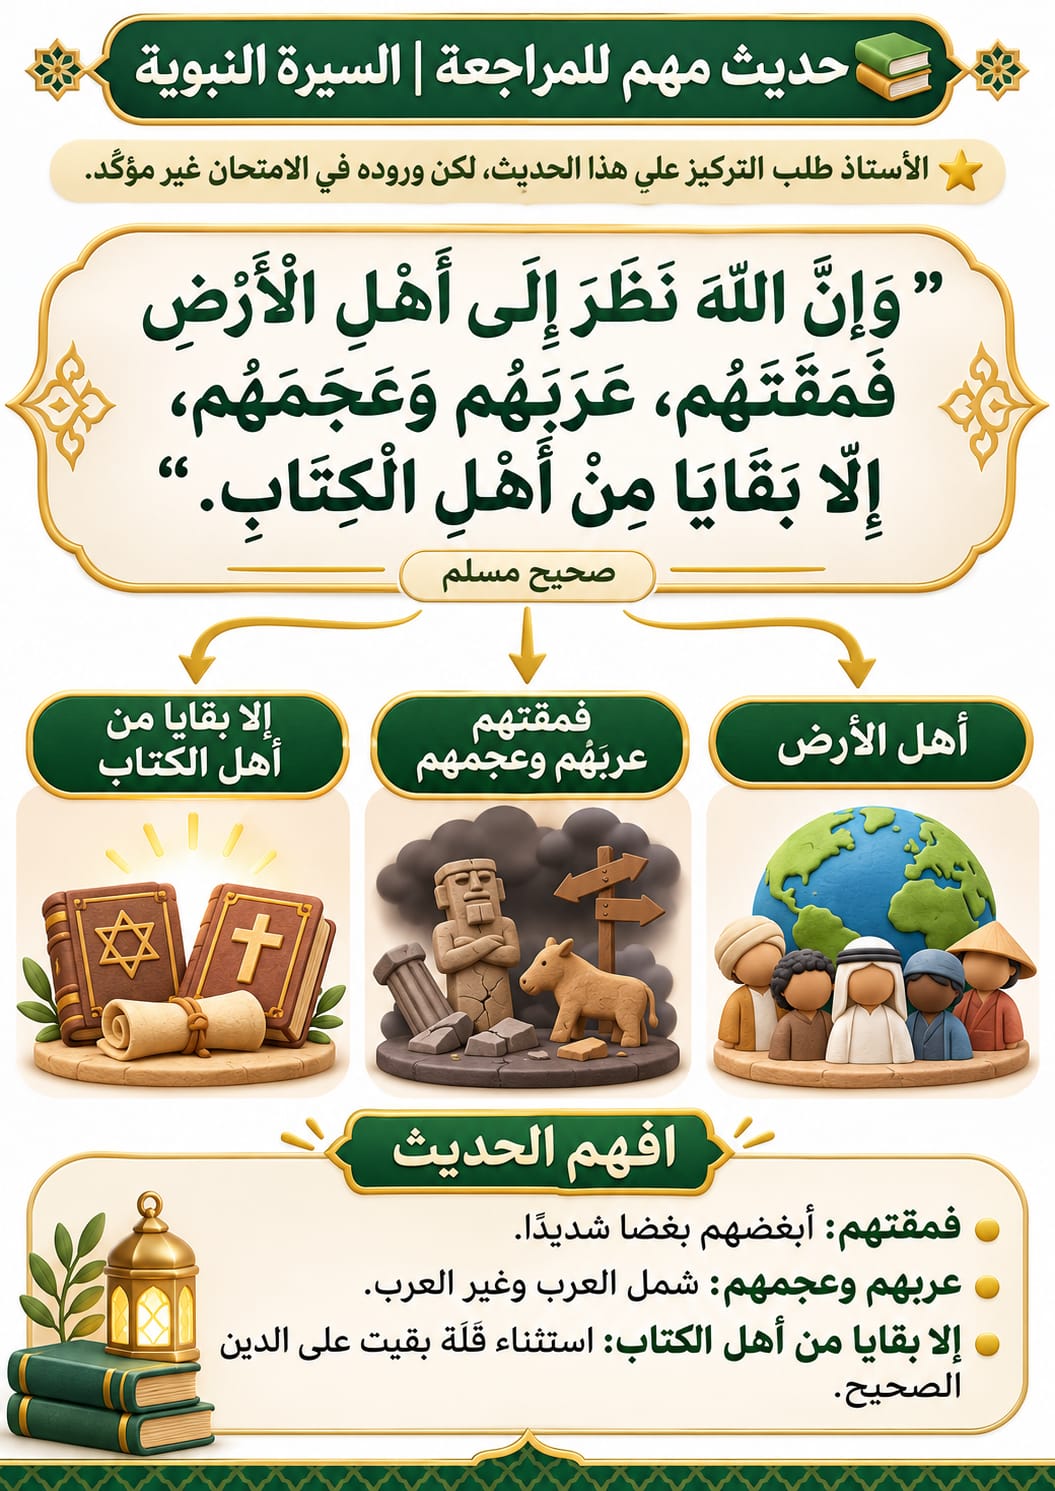 حديث مهم للمراجعة | السيرة النبوية
الأستاذ طلب التركيز علي هذا الحديث، لكن وروده في الامتحان غير مؤكَّد.
” وَإنَّ اللّهَ نَظَرَ إِلَى أَهْلِ الْأَرْضِ
فَمَقَتَهُم، عَرَبَهُم وَعَجَمَهُم،
إِلّا بَقَايَا مِنْ أَهْلِ الْكِتَابِ.“
صحيح مسلم
أهل الأرض
فمقتهم
عربَهُم وعجمهم
إلا بقايا من
أهل الكتاب
افهم الحديث
فمقتهم: أبغضهم بغضا شديدًا.
عربهم وعجمهم: شمل العرب وغير العرب.
إلا بقايا من أهل الكتاب: استثناء قَلَة بقيت على الدين
الصحيح.